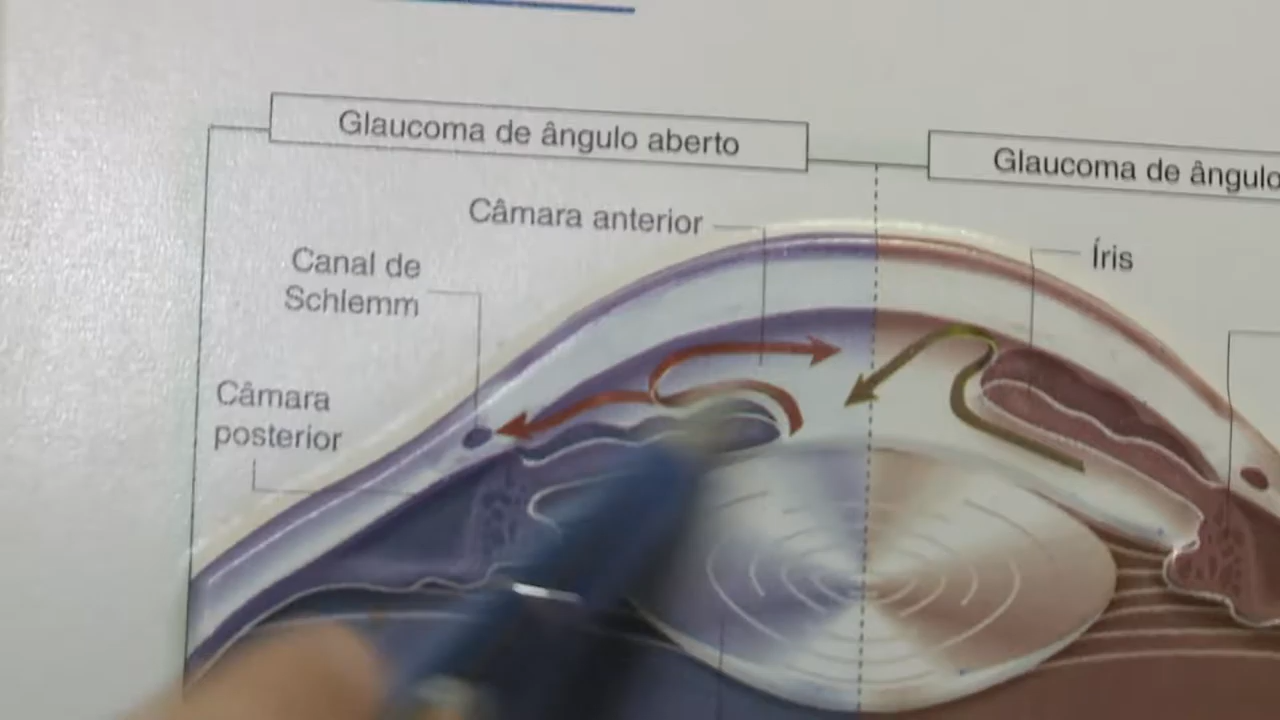 Glaucoma de ângulo aberto
Glaucoma de ângulo
Câmara anterior
Íris
Canal de
Schlemm
Câmara
posterior